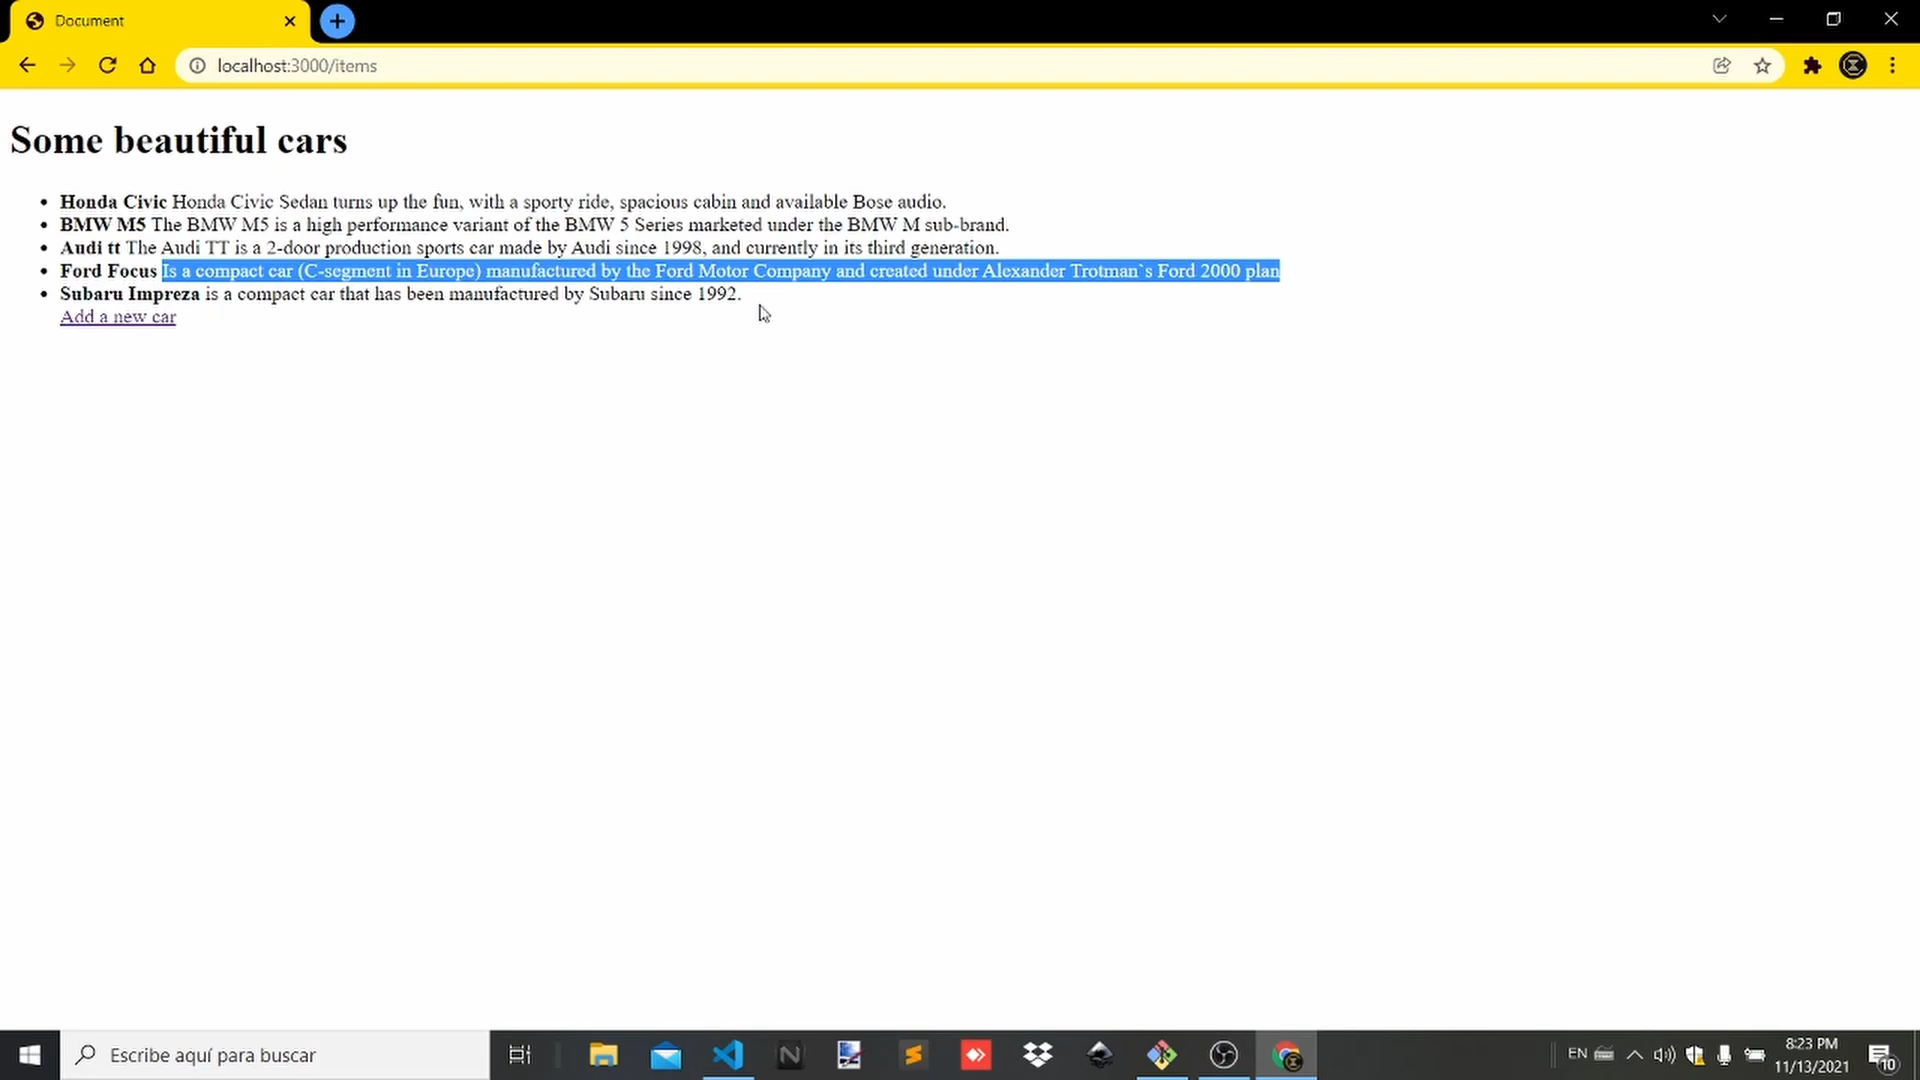 Document
localhost:3000/items
Some beautiful cars
Honda Civic Honda Civic Sedan turns up the fun, with a sporty ride, spacious cabin and available Bose audio.
BMW M5 The BMW M5 is a high performance variant of the BMW 5 Series marketed under the BMW M sub-brand.
Audi tt The Audi TT is a 2-door production sports car made by Audi since 1998, and currently in its third generation.
Ford Focus Is a compact car (C-segment in Europe) manufactured by the Ford Motor Company and created under Alexander Trotman`s Ford 2000 plan
Subaru Impreza is a compact car that has been manufactured by Subaru since 1992.
Add a new car
Escribe aquí para buscar
EN
8:23 PM
11/13/2021
10